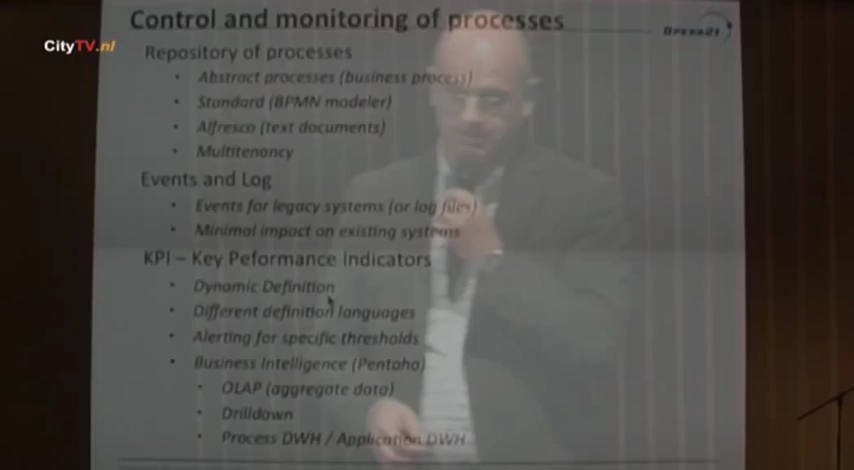 Control and monitoring of processes
CityTV.nl
Repository of processes
• Abstract processes (business process)
• Standard (BPMN modeler)
• Alfresco (text documents)
• Multitenancy
Events and Log
• Events for legacy systems (or log files)
• Minimal impact on existing systems
KPI – Key Peformance Indicators
• Dynamic Definition
• Different definition languages
• Alerting for specific thresholds
• Business Intelligence (Pentaho)
• OLAP (aggregate data)
• Drilldown
• Process DWH / Application DWH